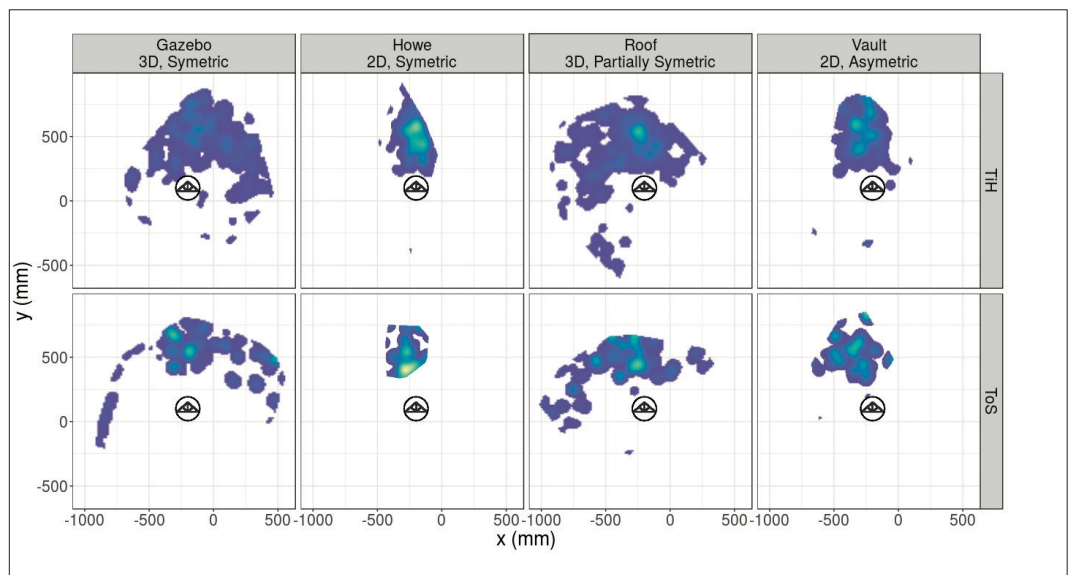 Gazebo
3D, Symetric
Howe
2D, Symetric
Roof
3D, Partially Symetric
Vault
2D, Asymetric
500
0
-500
TiH
y (mm)
500
0
-500
ToS
-1000 -500 0 500 -1000 -500 0 500 -1000 -500 0 500 -1000 -500 0 500
x (mm)